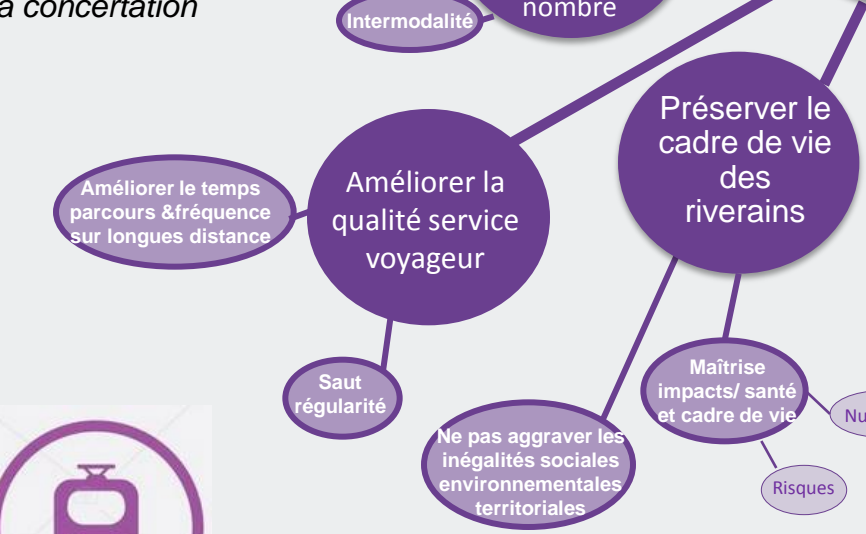 a concertation
nombre
Intermodalité
Préserver le
cadre de vie
des
riverains
Améliorer la
qualité service
voyageur
Améliorer le temps
parcours &fréquence
sur longues distance
Saut
régularité
Maîtrise
impacts/ santé
et cadre de vie
Nu
Ne pas aggraver les
inégalités sociales
environnementales
territoriales
Risques